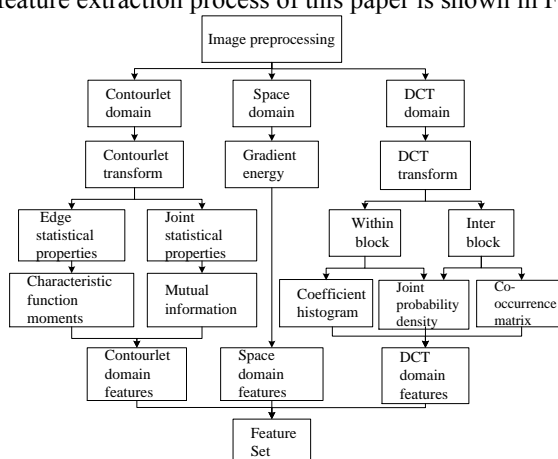 feature extraction process of this paper is shown in F
Image preprocessing
Contourlet
domain
Space
domain
DCT
domain
Contourlet
transform
Gradient
energy
DCT
transform
Edge
statistical
properties
Joint
statistical
properties
Within
block
Inter
block
Characteristic
function
moments
Mutual
information
Coefficient
histogram
Joint
probability
density
Co-
occurrence
matrix
Contourlet
domain
features
Space
domain
features
DCT
domain
features
Feature
Set